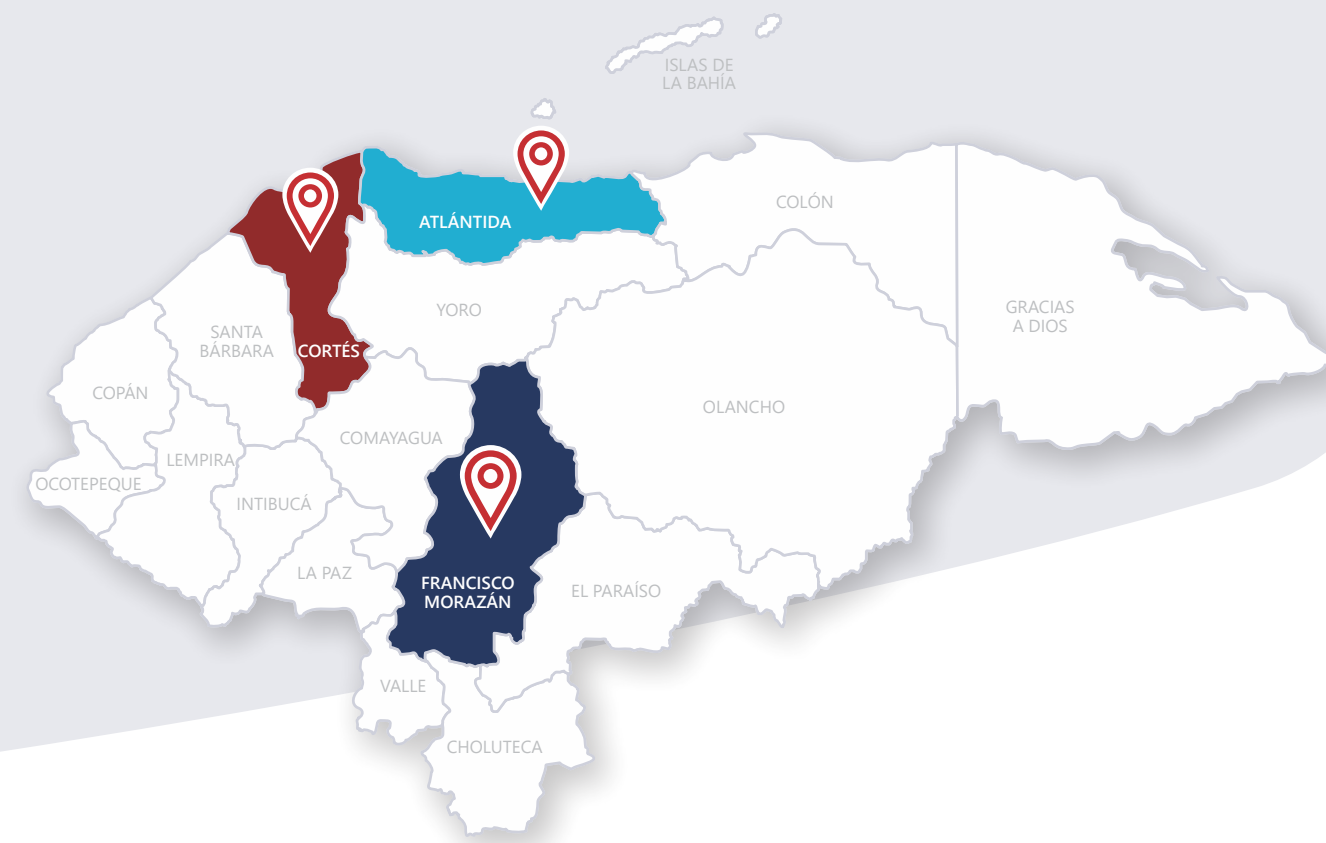 ISLAS DE
LA BAHÍA
COLÓN
ATLÁNTIDA
YORO
GRACIAS
A DIOS
SANTA
BÁRBARA
CORTÉS
COPÁN
OLANCHO
COMAYAGUA
LEMPIRA
OCOTEPEQUE
INTIBUCÁ
LA PAZ
FRANCISCO
MORAZÁN
EL PARAÍSO
VALLE
CHOLUTECA